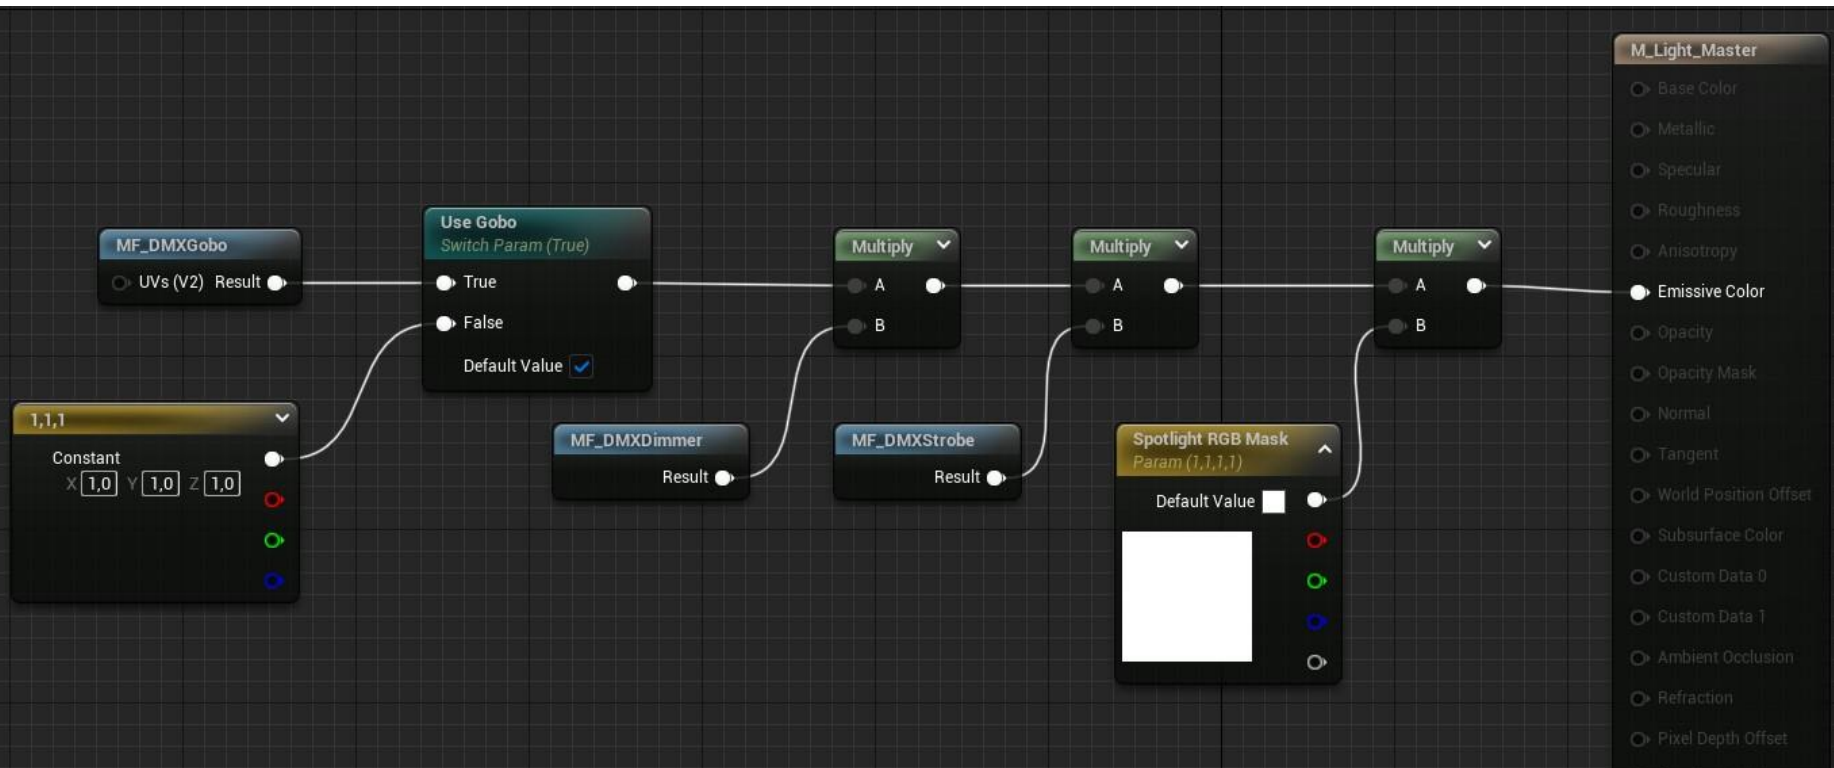 MF_DMXGobo
UVs (V2) Result
1,1,1
Constant
X 1,0 Y 1,0 Z 1,0
Use Gobo
Switch Param (True)
True
False
Default Value
MF_DMXDimmer
Result
Multiply
A
B
MF_DMXStrobe
Result
Multiply
A
B
Spotlight RGB Mask
Param (1,1,1,1)
Default Value
Multiply
A
B
M_Light_Master
Base Color
Metallic
Specular
Roughness
Anisotropy
Emissive Color
Opacity
Opacity Mask
Normal
Tangent
World Position Offset
Subsurface Color
Custom Data 0
Custom Data 1
Ambient Occlusion
Refraction
Pixel Depth Offset